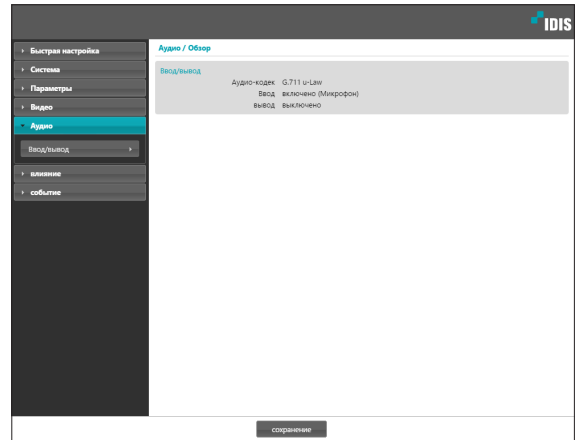 IDIS
Быстрая настройка
Система
Параметры
Видео
Аудио
Ввод/вывод
влияние
событие
Аудио / Обзор
Ввод/вывод
Аудио-кодек G.711 u-Law
Ввод включено (Микрофон)
вывод выключено
сохранение